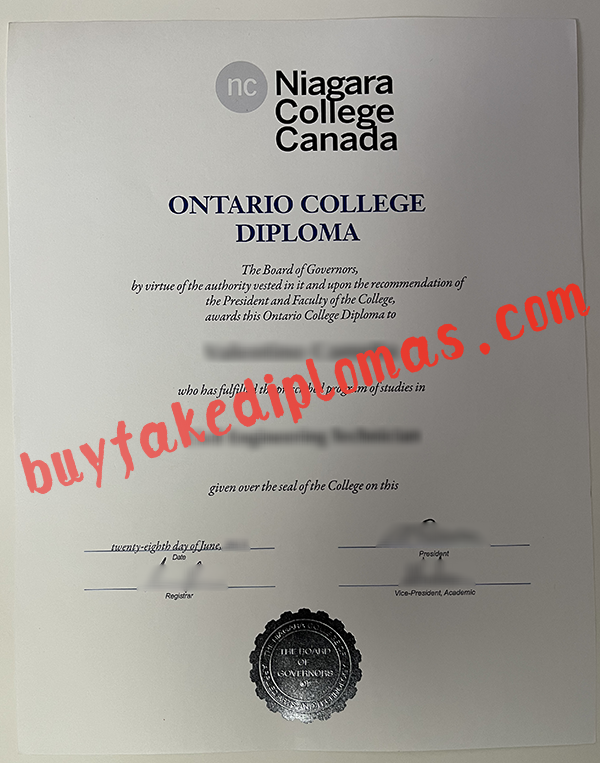 nc
Niagara
College
Canada
ONTARIO COLLEGE
DIPLOMA
The Board of Governors,
by virtue of the authority vested in it and upon the recommendation of
the President and Faculty of the College,
awards this Ontario College Diploma to
who has fulfilled the prescribed program of studies in
buyfakediplomas.com
Engineering Technician
given over the seal of the College on this
twenty-eighth day of June,
Date
President
Registrar
Vice-President, Academic
THE BOARD
OF
GOVERNORS